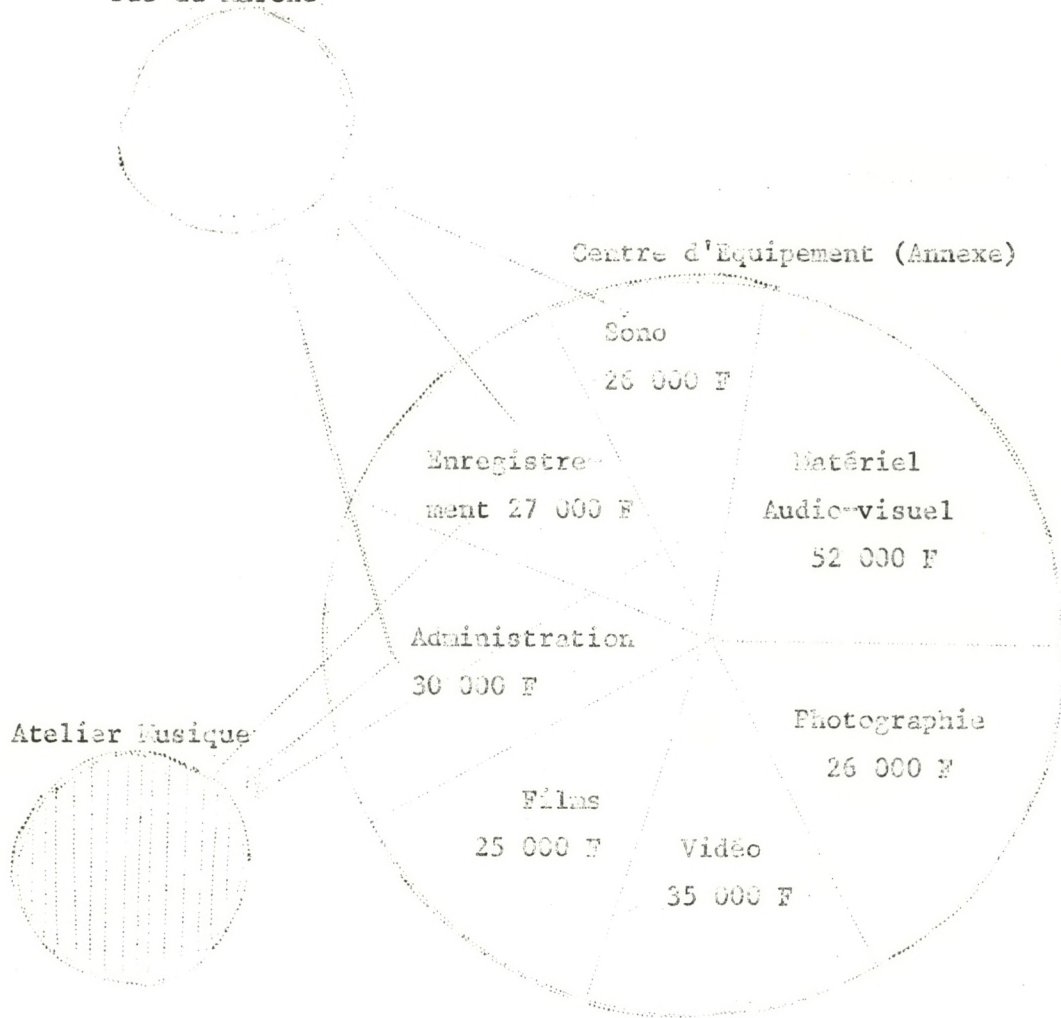 Centre d'Equipement (Annexe)
Sono
26 000 F
Enregistre-
ment 27 000 F
Matériel
Audio-visuel
52 000 F
Administration
30 000 F
Atelier Musique
Photographie
26 000 F
Films
25 000 F
Vidéo
35 000 F